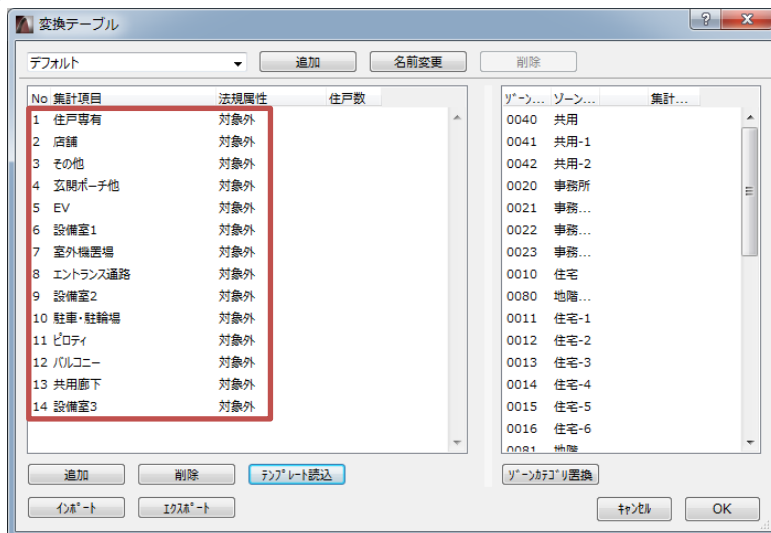 変換テーブル
デフォルト 追加 名前変更 削除
No 集計項目 法規属性 住戸数
1 住戸専有 対象外
2 店舗 対象外
3 その他 対象外
4 玄関ポーチ他 対象外
5 EV 対象外
6 設備室1 対象外
7 室外機置場 対象外
8 エントランス通路 対象外
9 設備室2 対象外
10 駐車・駐輪場 対象外
11 ピロティ 対象外
12 バルコニー 対象外
13 共用廊下 対象外
14 設備室3 対象外
ｿﾞｰﾝ... ゾーン... 集計...
0040 共用
0041 共用-1
0042 共用-2
0020 事務所
0021 事務...
0022 事務...
0023 事務...
0010 住宅
0080 地階...
0011 住宅-1
0012 住宅-2
0013 住宅-3
0014 住宅-4
0015 住宅-5
0016 住宅-6
0081 地階
追加 削除 ﾃﾝﾌﾟﾚｰﾄ読込
ｲﾝﾎﾟｰﾄ ｴｸｽﾎﾟｰﾄ
ｿﾞｰﾝｶﾃｺﾞﾘ置換
ｷｬﾝｾﾙ OK